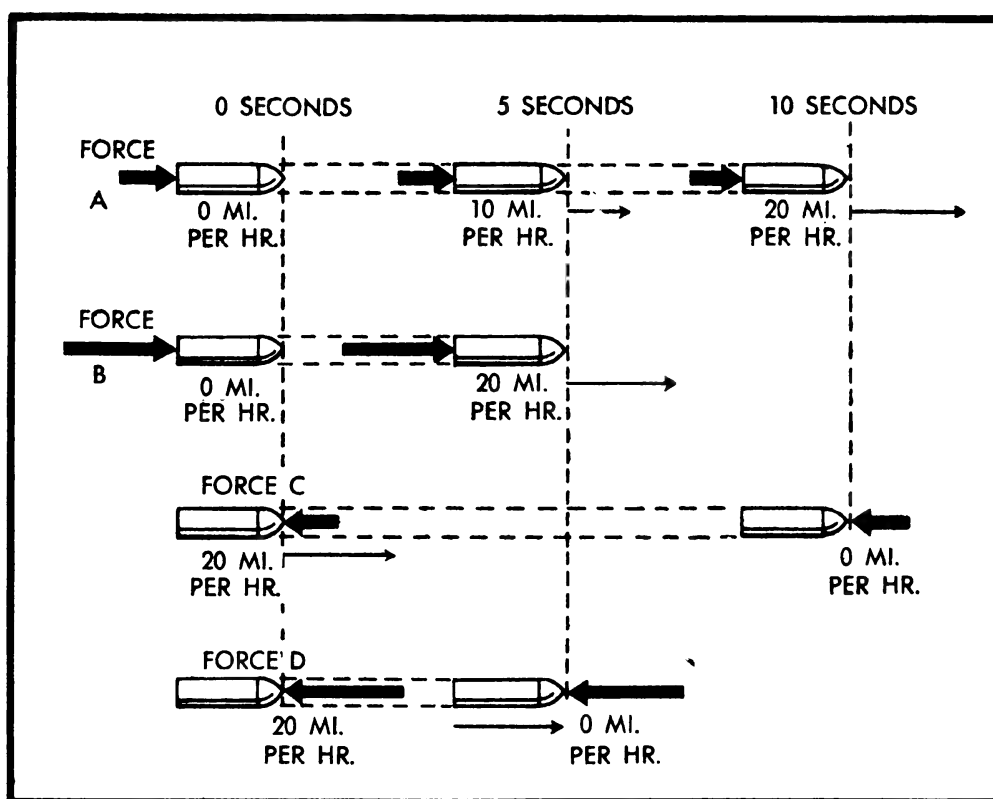 0 SECONDS 5 SECONDS 10 SECONDS
FORCE
A
0 MI. 10 MI. 20 MI.
PER HR. PER HR. PER HR.
FORCE
B
0 MI. 20 MI.
PER HR. PER HR.
FORCE C
20 MI. 0 MI.
PER HR. PER HR.
FORCE D
20 MI. 0 MI.
PER HR. PER HR.